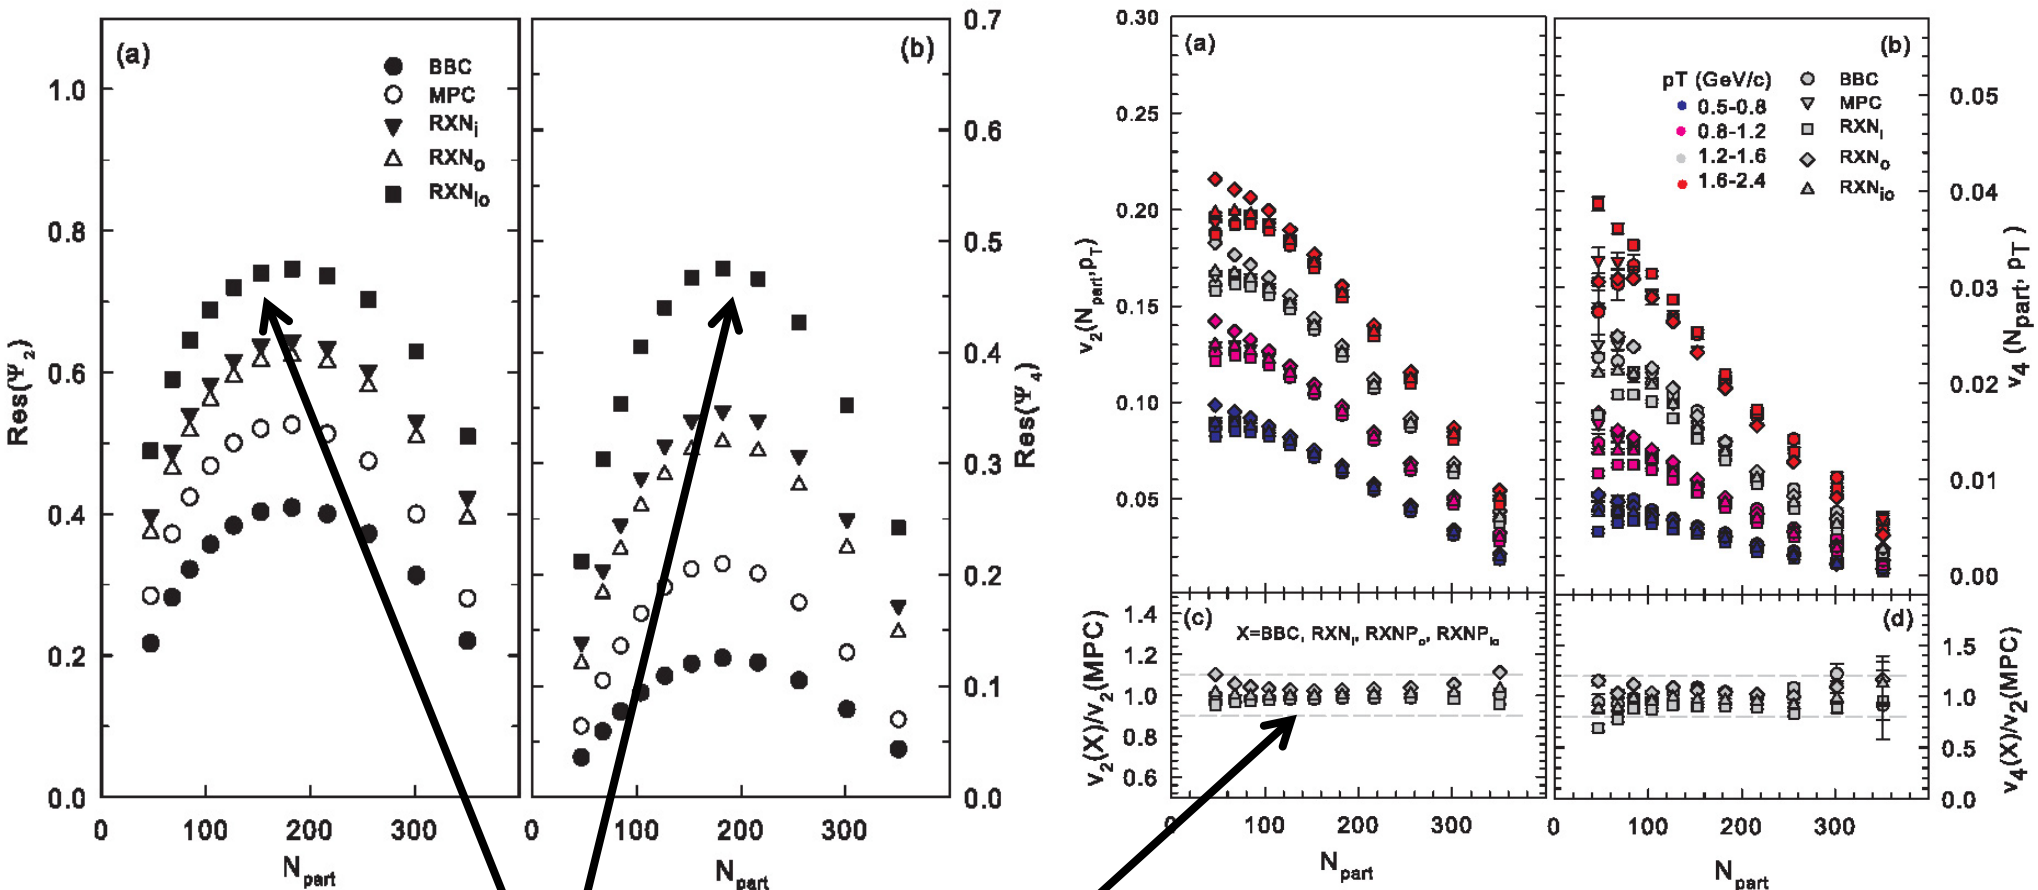 (a)
BBC
MPC
RXNi
RXNo
RXNio
1.0
0.8
0.6
0.4
0.2
0.0
Res(Ψ2)
0 100 200 300
Npart
(b)
0.7
0.6
0.5
0.4
0.3
0.2
0.1
0.0
Res(Ψ4)
0 100 200 300
Npart
(a)
0.30
0.25
0.20
0.15
0.10
0.05
v2(Npart,pT)
(b)
pT (GeV/c)
0.5-0.8
0.8-1.2
1.2-1.6
1.6-2.4
BBC
MPC
RXNi
RXNo
RXNio
0.05
0.04
0.03
0.02
0.01
0.00
v4 (Npart, pT)
(c)
X=BBC, RXNi, RXNPo, RXNPio
1.4
1.2
1.0
0.8
0.6
v2(X)/v2(MPC)
100 200 300
Npart
(d)
1.5
1.0
0.5
0.0
v4(X)/v2(MPC)
0 100 200 300
Npart